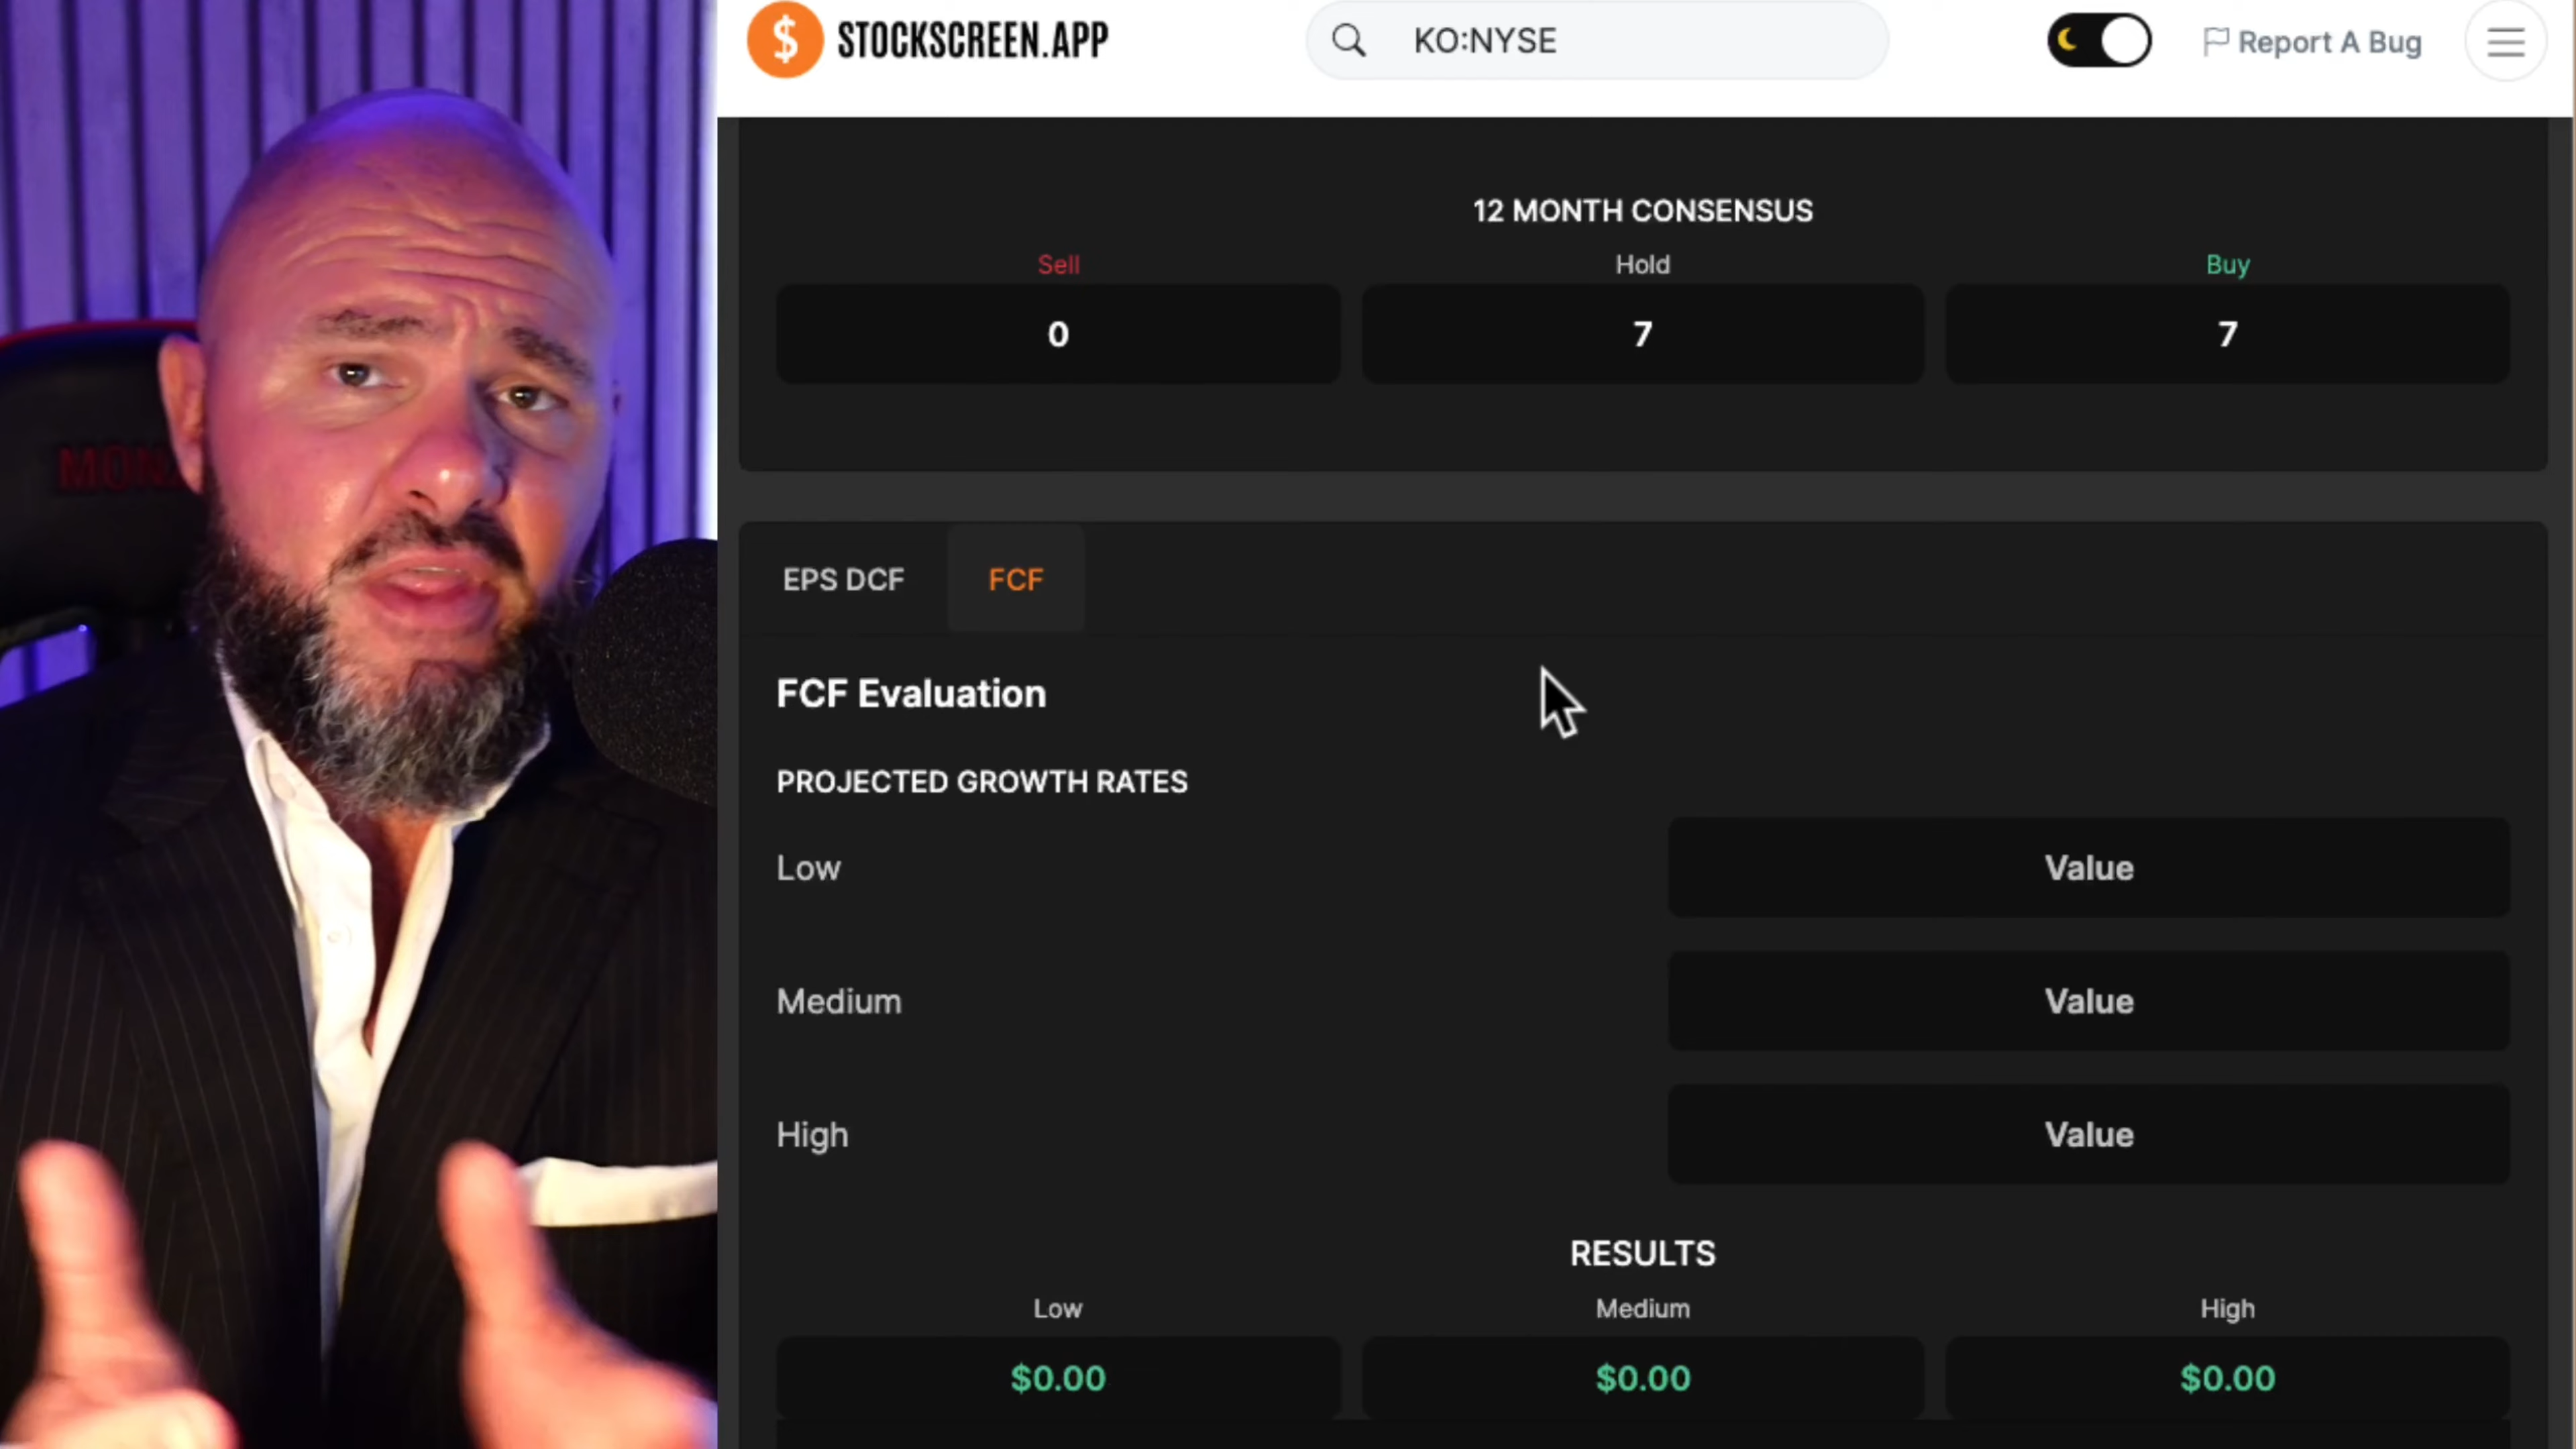 $ STOCKSCREEN.APP
KO:NYSE
Report A Bug
12 MONTH CONSENSUS
Sell Hold Buy
0 7 7
EPS DCF FCF
FCF Evaluation
PROJECTED GROWTH RATES
Low Value
Medium Value
High Value
RESULTS
Low Medium High
$0.00 $0.00 $0.00